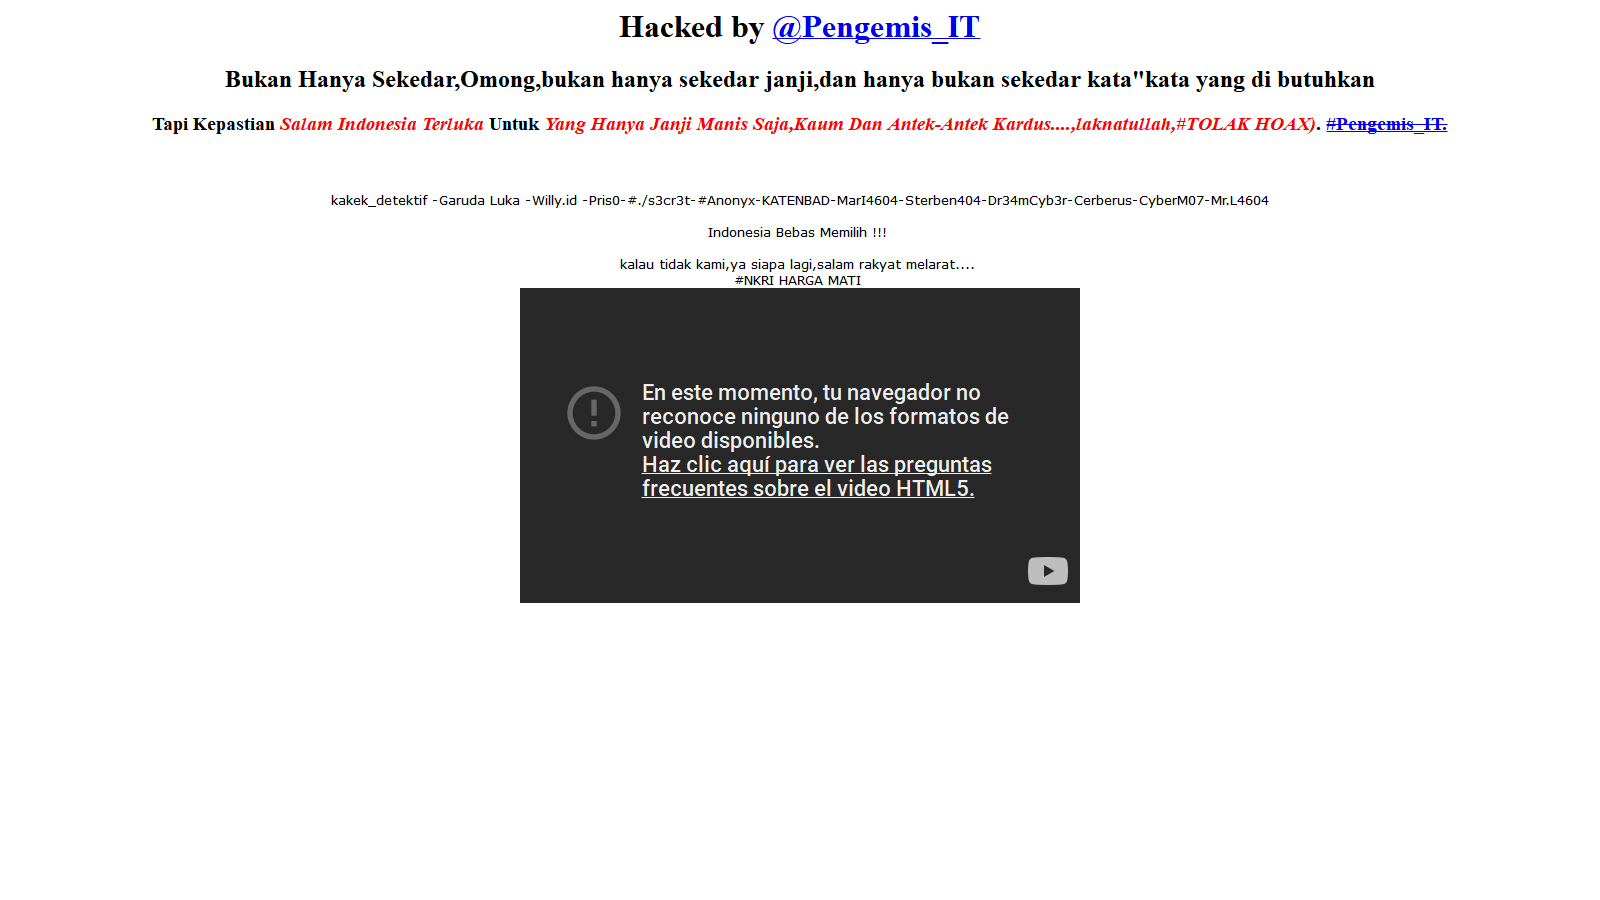 Hacked by @Pengemis_IT
Bukan Hanya Sekedar,Omong,bukan hanya sekedar janji,dan hanya bukan sekedar kata"kata yang di butuhkan
Tapi Kepastian Salam Indonesia Terluka Untuk Yang Hanya Janji Manis Saja,Kaum Dan Antek-Antek Kardus....,laknatullah,#TOLAK HOAX). #Pengemis_IT.
kakek_detektif -Garuda Luka -Willy.id -Pris0-#./s3cr3t-#Anonyx-KATENBAD-MarI4604-Sterben404-Dr34mCyb3r-Cerberus-CyberM07-Mr.L4604
Indonesia Bebas Memilih !!!
kalau tidak kami,ya siapa lagi,salam rakyat melarat....
#NKRI HARGA MATI
En este momento, tu navegador no
reconoce ninguno de los formatos de
video disponibles.
Haz clic aquí para ver las preguntas
frecuentes sobre el video HTML5.